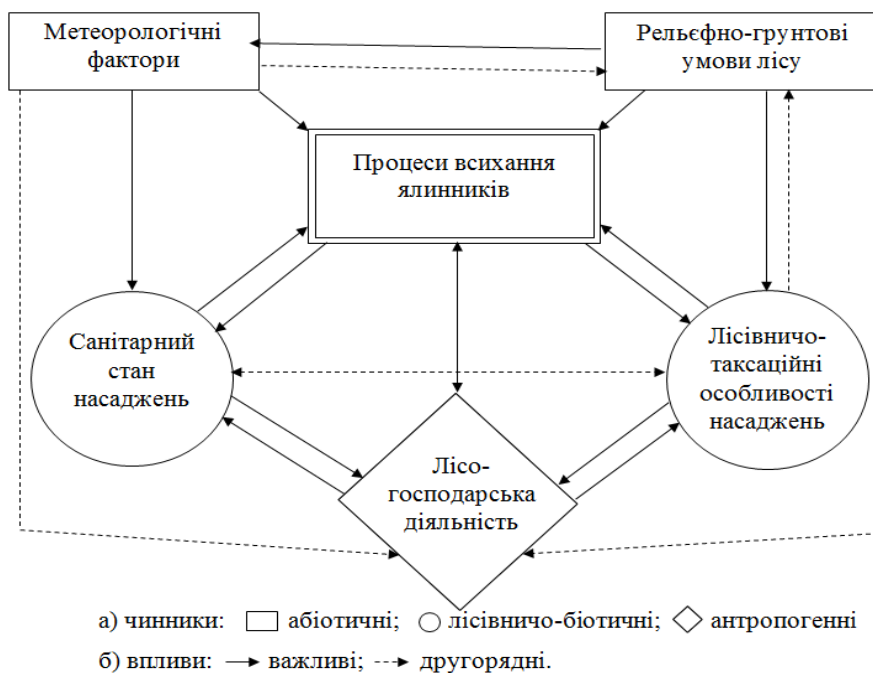 Метеорологічні
фактори
Рельєфно-грунтові
умови лісу
Процеси всихання
ялинників
Санітарний
стан
насаджень
Лісівничо-
таксаційні
особливості
насаджень
Лісо-
господарська
діяльність
а) чинники: абіотичні; лісівничо-біотичні; антропогенні
б) впливи: важливі; другорядні.